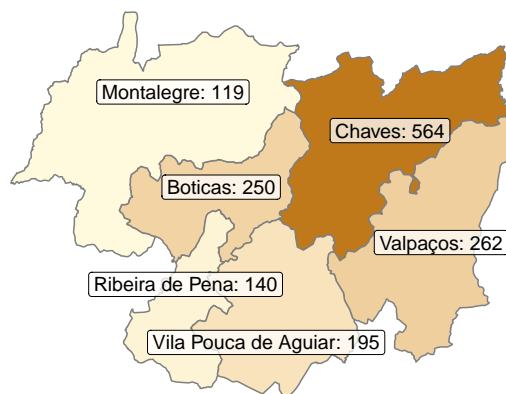 Montalegre: 119
Chaves: 564
Boticas: 250
Valpaços: 262
Ribeira de Pena: 140
Vila Pouca de Aguiar: 195